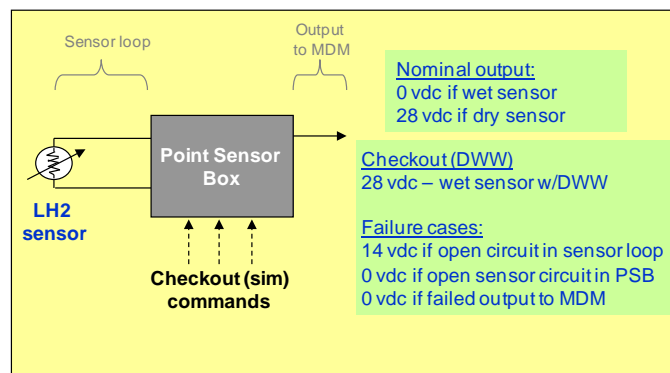 Sensor loop
Output
to MDM
Nominal output:
0 vdc if wet sensor
28 vdc if dry sensor
Point Sensor
Box
Checkout (DWW)
28 vdc – wet sensor w/DWW
LH2
sensor
Failure cases:
14 vdc if open circuit in sensor loop
0 vdc if open sensor circuit in PSB
0 vdc if failed output to MDM
Checkout (sim)
commands